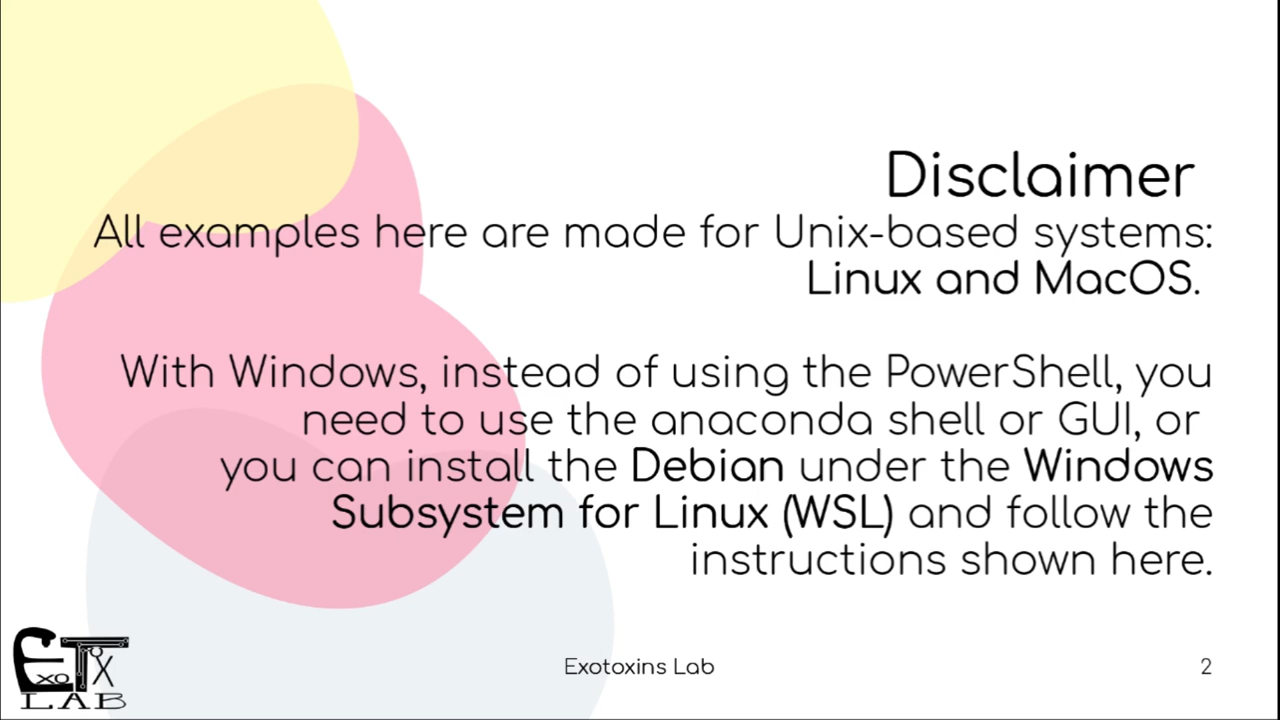 Disclaimer
All examples here are made for Unix-based systems:
Linux and MacOS.
With Windows, instead of using the PowerShell, you
need to use the anaconda shell or GUI, or
you can install the Debian under the Windows
Subsystem for Linux (WSL) and follow the
instructions shown here.
ExoTx
LAB
Exotoxins Lab
2